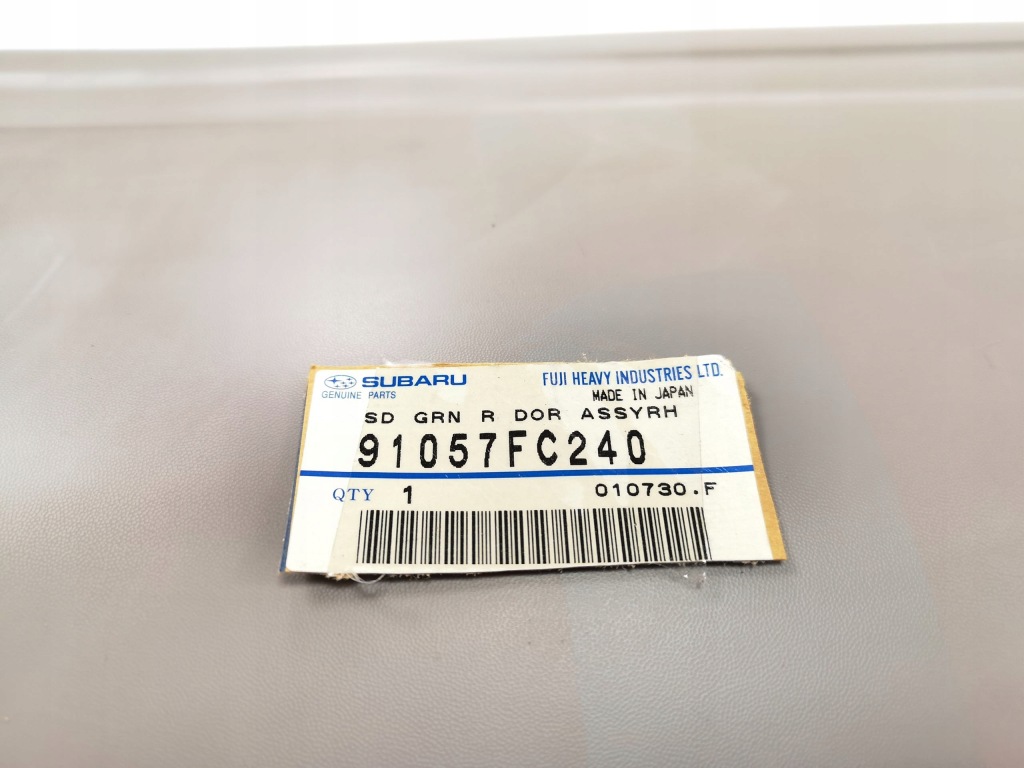 SUBARU FUJI HEAVY INDUSTRIES LTD.
GENUINE PARTS MADE IN JAPAN
SD GRN R DOR ASSYRH
91057FC240
QTY 1 010730.F